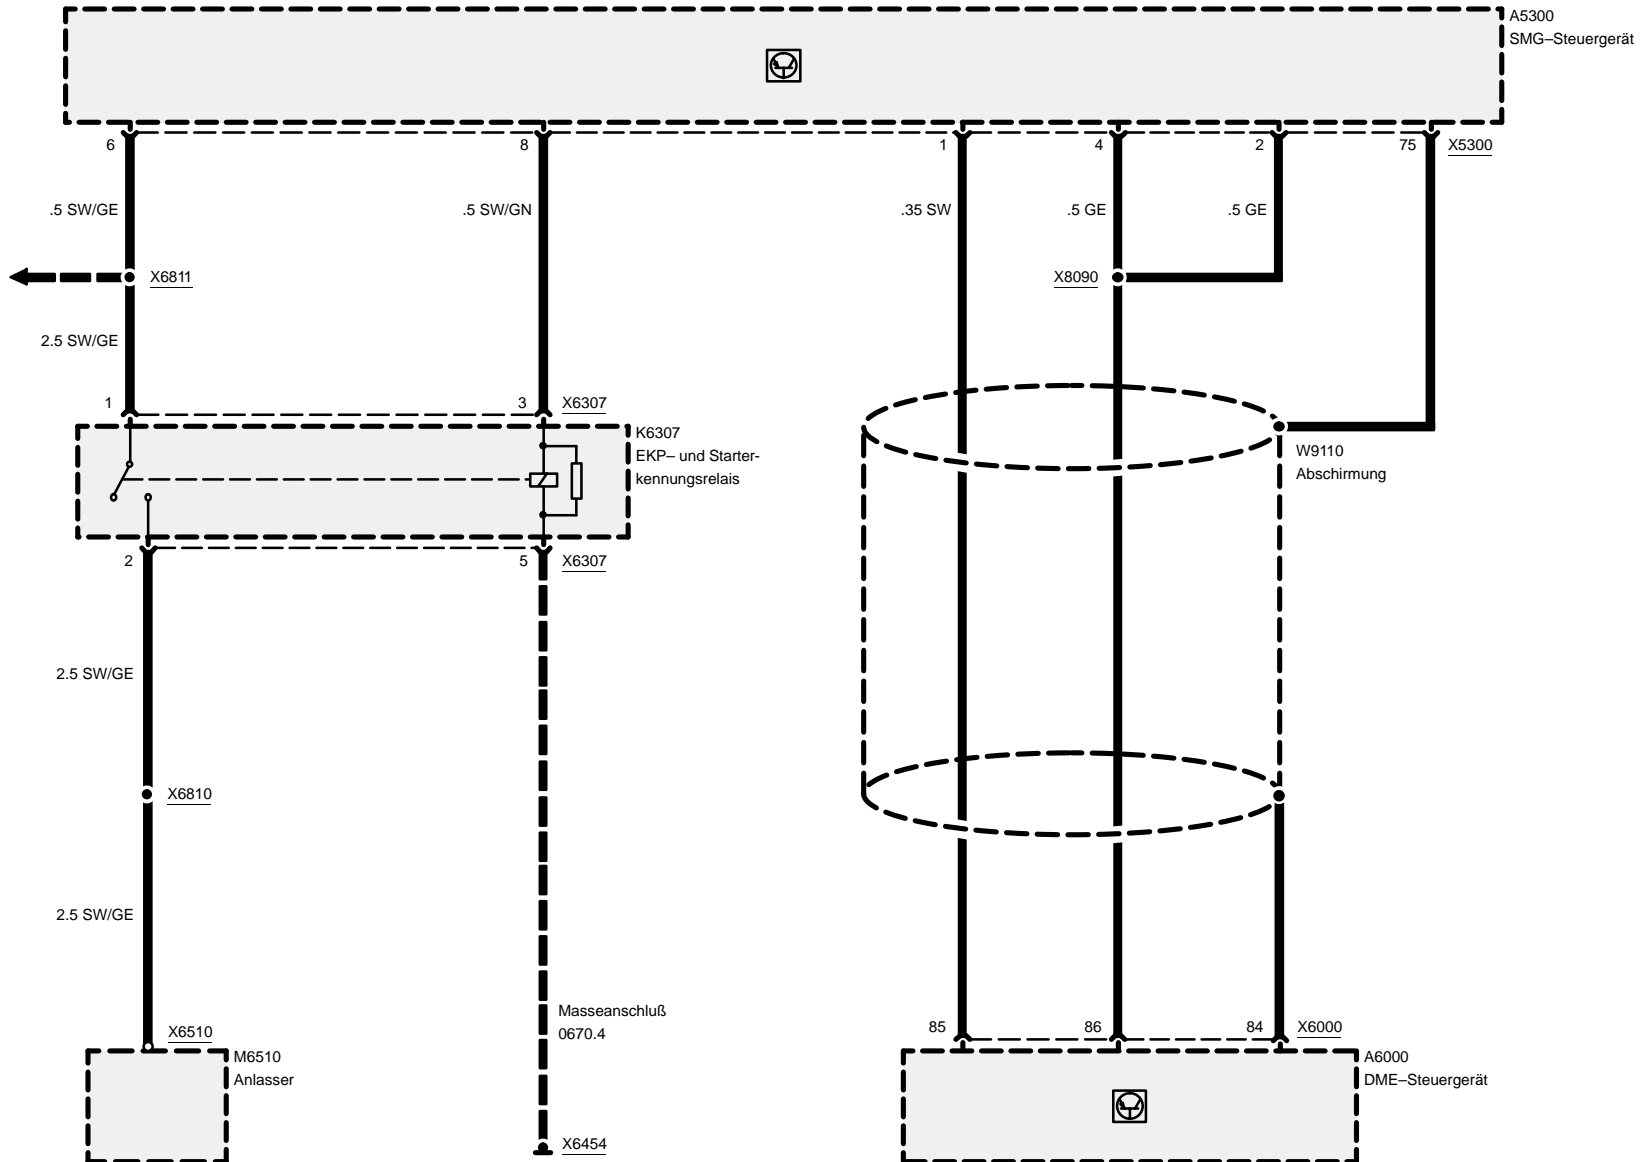 A5300
SMG–Steuergerät
6
8
1
4
2
75
X5300
.5 SW/GE
.5 SW/GN
.35 SW
.5 GE
.5 GE
X6811
X8090
2.5 SW/GE
1
3
X6307
K6307
EKP– und Starter-
kennungsrelais
W9110
Abschirmung
2
5
X6307
2.5 SW/GE
X6810
2.5 SW/GE
Masseanschluß
0670.4
X6510
85
86
84
X6000
M6510
Anlasser
A6000
DME–Steuergerät
X6454